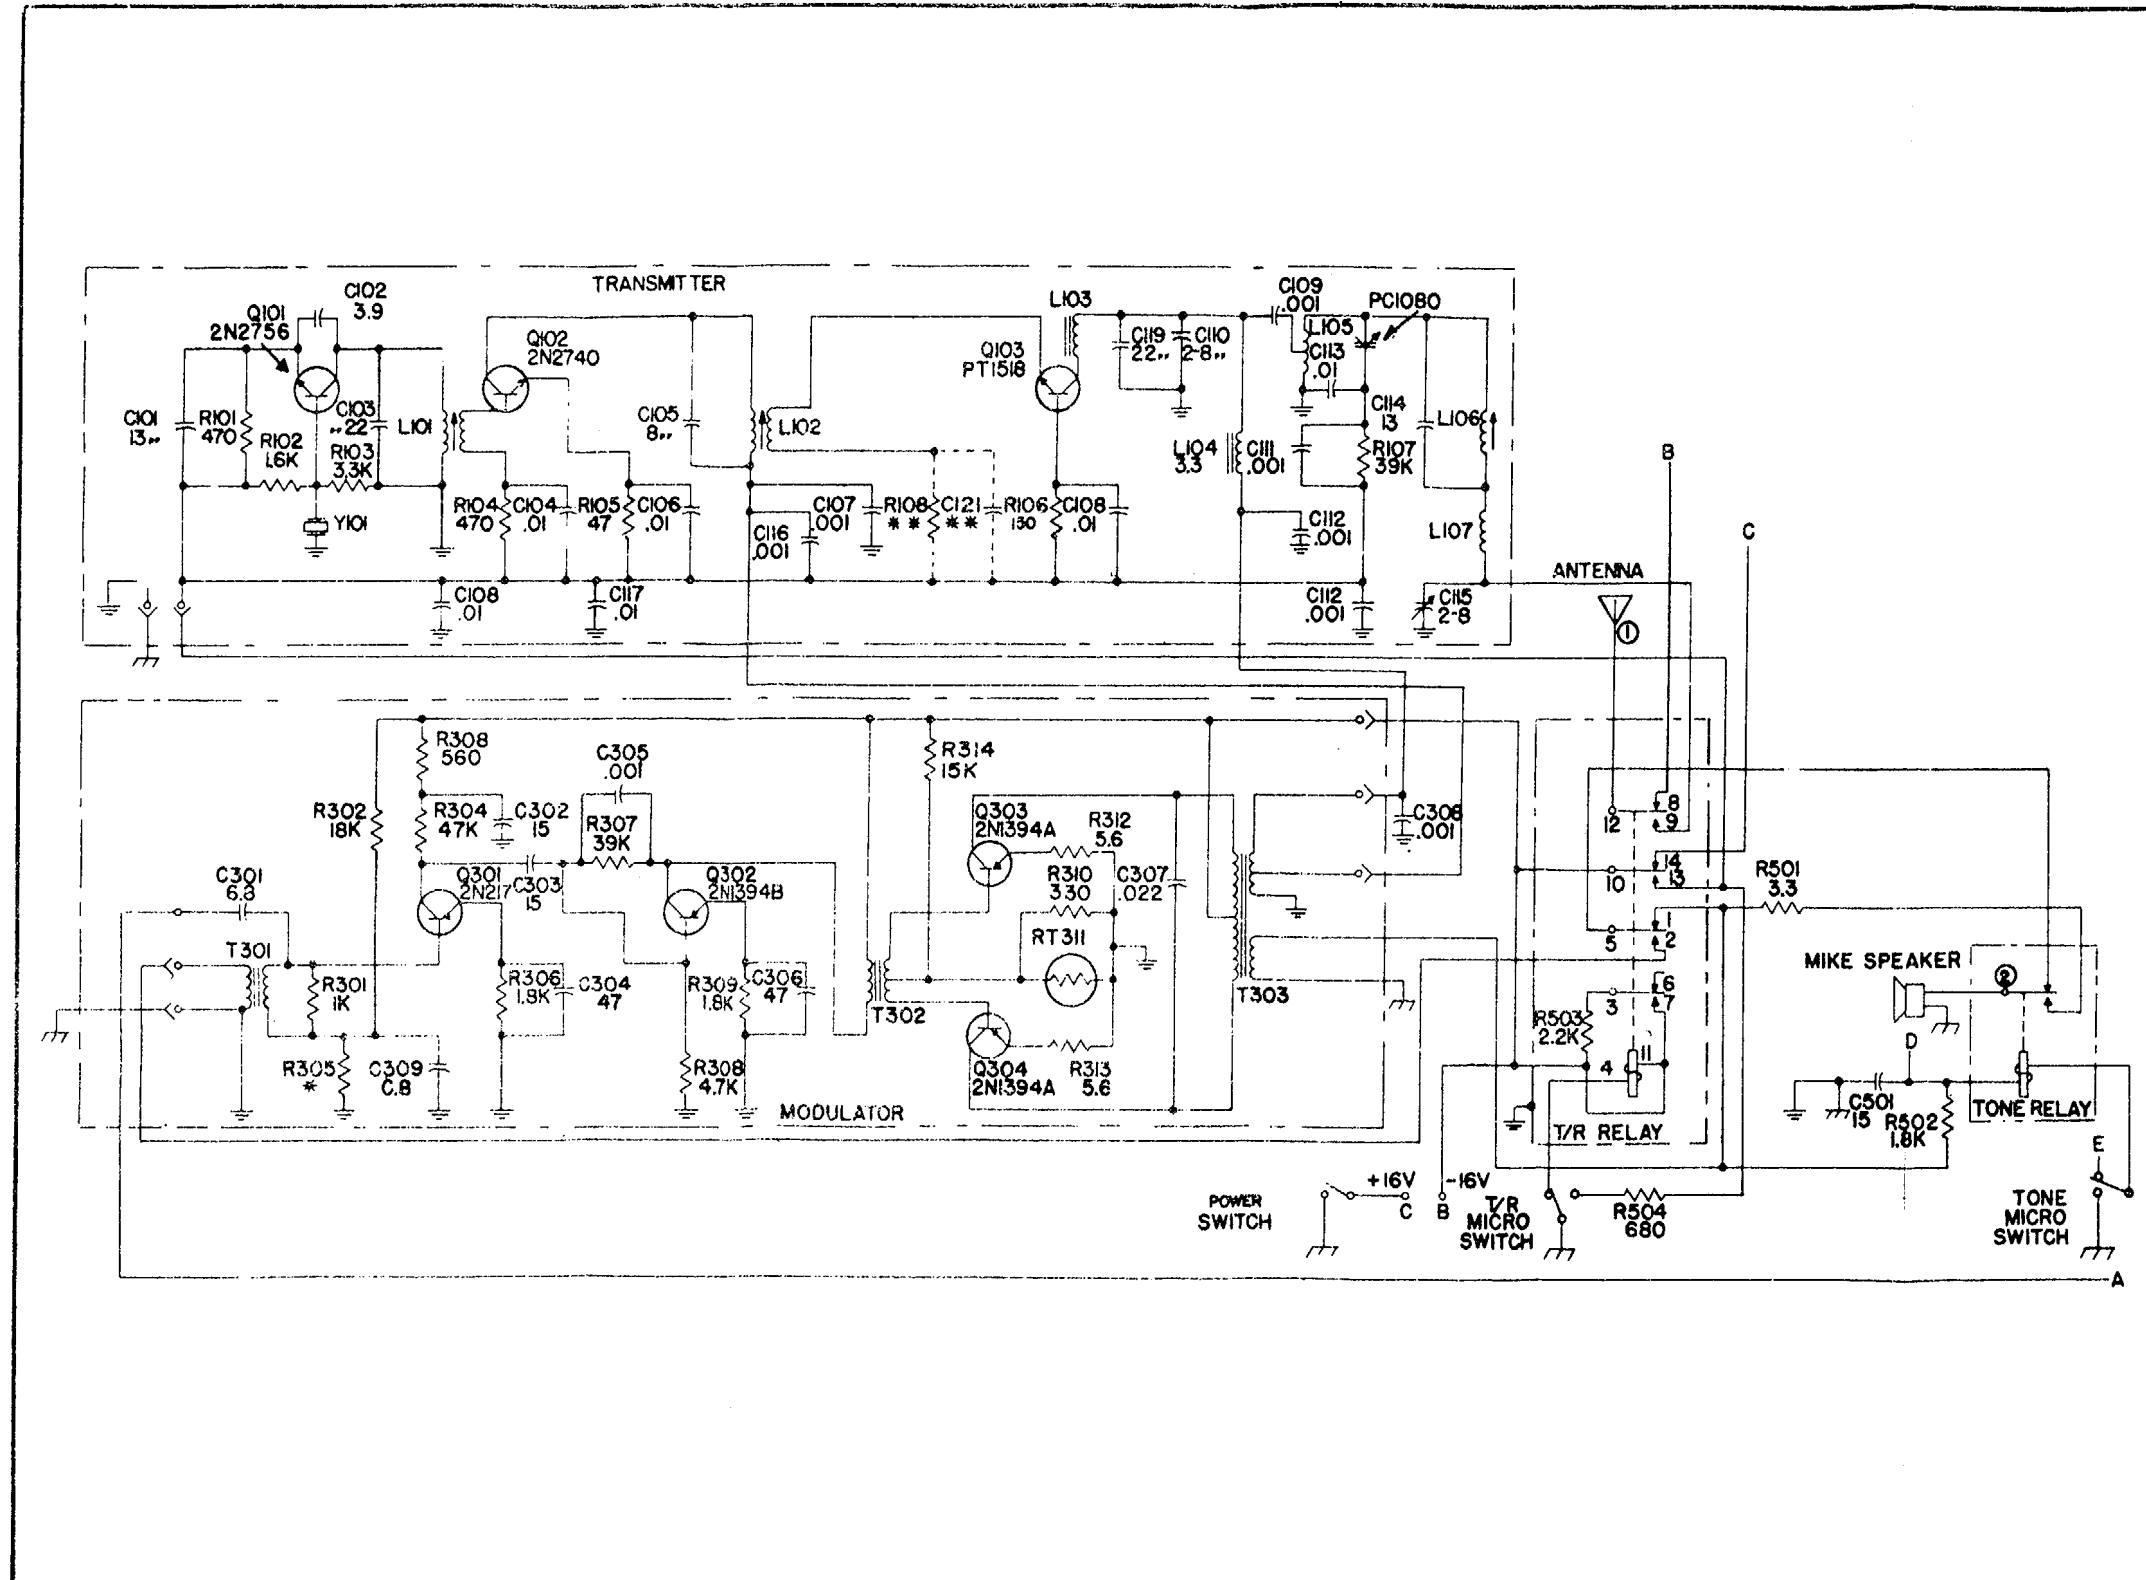 TRANSMITTER
C102
3.9
Q101
2N2756
Q102
2N2740
L103
C109
.001
PC1080
L105
C119
22
C110
2-8
Q103
PT1518
C113
.01
C101
13
R101
470
C103
22
L101
C105
8
L102
C114
13
L106
R102
1.6K
R103
3.3K
L104
3.3
C111
.001
R107
39K
B
Y101
R104
470
C104
.01
R105
47
C106
.01
C107
.001
R108
**
C121
**
R106
C108
.01
C116
.001
C112
.001
L107
C
ANTENNA
C108
.01
C117
.01
C112
.001
C115
2-8
1
R308
560
C305
.001
R314
15K
R302
18K
R304
47K
C302
15
R307
39K
Q303
2N1394A
R312
5.6
C308
.001
12
8
9
C301
6.8
Q301
2N217
C303
15
Q302
2N1394B
R310
330
C307
.022
10
14
13
R501
3.3
T301
RT311
5
1
2
MIKE SPEAKER
2
R301
1K
R306
C304
47
R309
1.8K
C306
47
T302
T303
3
6
7
R503
2.2K
R305
*
C309
R308
4.7K
Q304
2N1394A
R313
5.6
4
11
D
MODULATOR
T/R RELAY
C501
15
R502
1.8K
TONE RELAY
E
POWER
SWITCH
+16V
C
-16V
B
T/R
MICRO
SWITCH
R504
680
TONE
MICRO
SWITCH
A